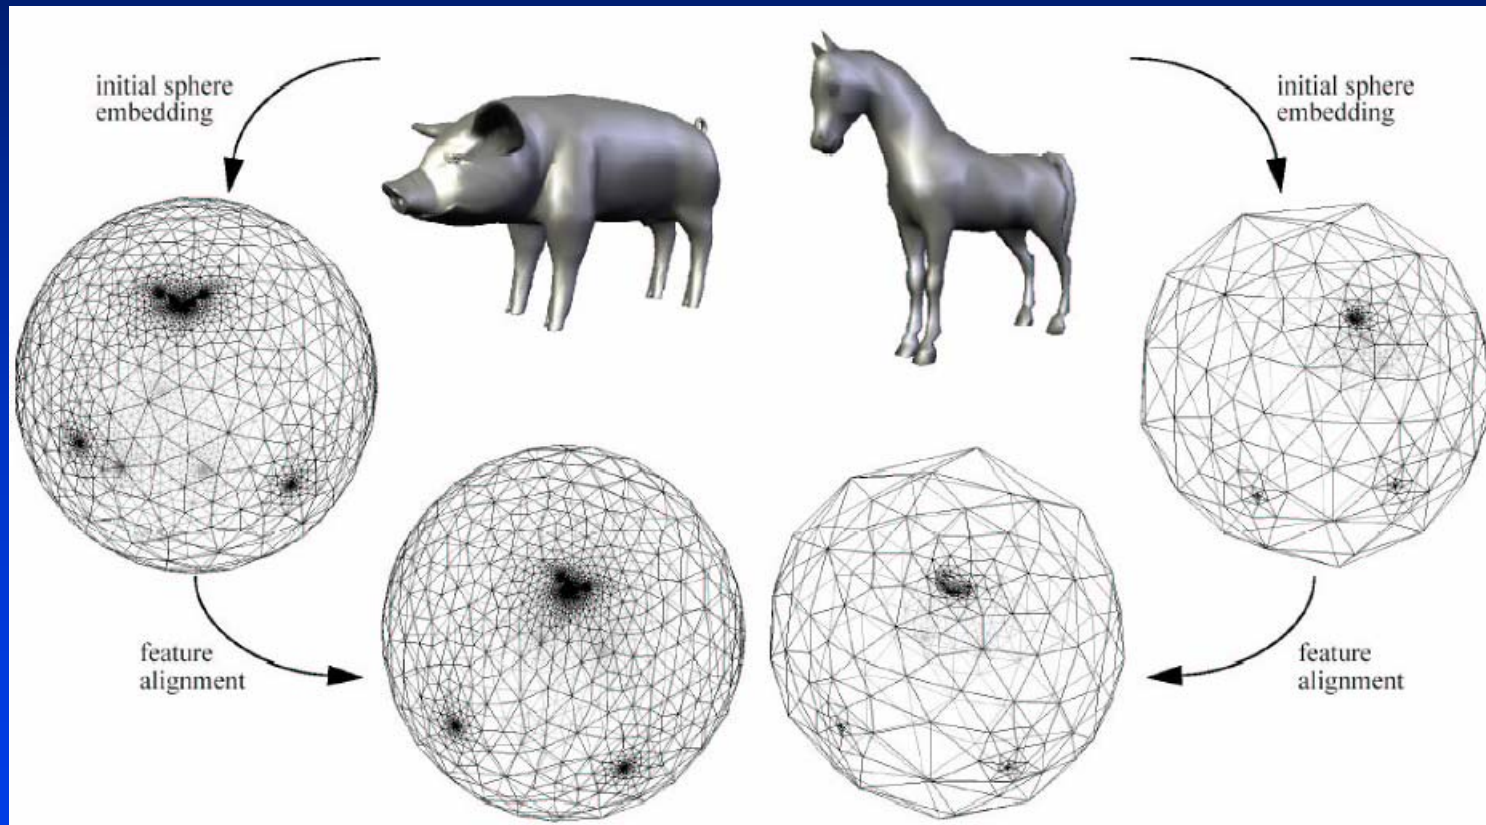 initial sphere
embedding
initial sphere
embedding
feature
alignment
feature
alignment